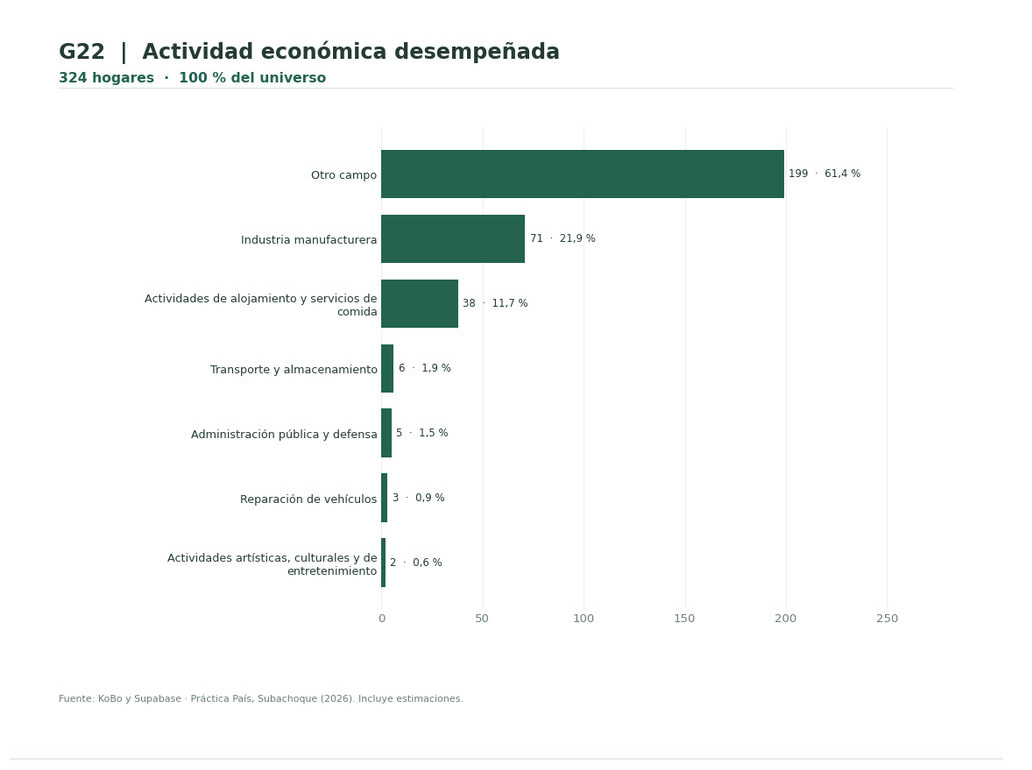 G22 | Actividad económica desempeñada
324 hogares · 100 % del universo
Otro campo
199 · 61,4 %
Industria manufacturera
71 · 21,9 %
Actividades de alojamiento y servicios de
comida
38 · 11,7 %
Transporte y almacenamiento
6 · 1,9 %
Administración pública y defensa
5 · 1,5 %
Reparación de vehículos
3 · 0,9 %
Actividades artísticas, culturales y de
entretenimiento
2 · 0,6 %
0 50 100 150 200 250
Fuente: KoBo y Supabase · Práctica País, Subachoque (2026). Incluye estimaciones.